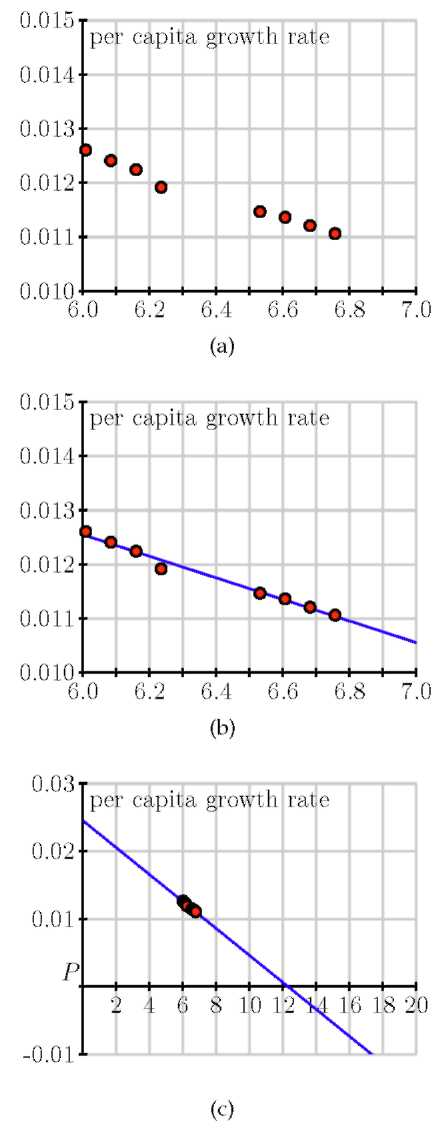 0.015
per capita growth rate
0.014
0.013
0.012
0.011
0.010
6.0 6.2 6.4 6.6 6.8 7.0
(a)
0.015
per capita growth rate
0.014
0.013
0.012
0.011
0.010
6.0 6.2 6.4 6.6 6.8 7.0
(b)
0.03
per capita growth rate
0.02
0.01
P
2 4 6 8 10 12 14 16 18 20
-0.01
(c)